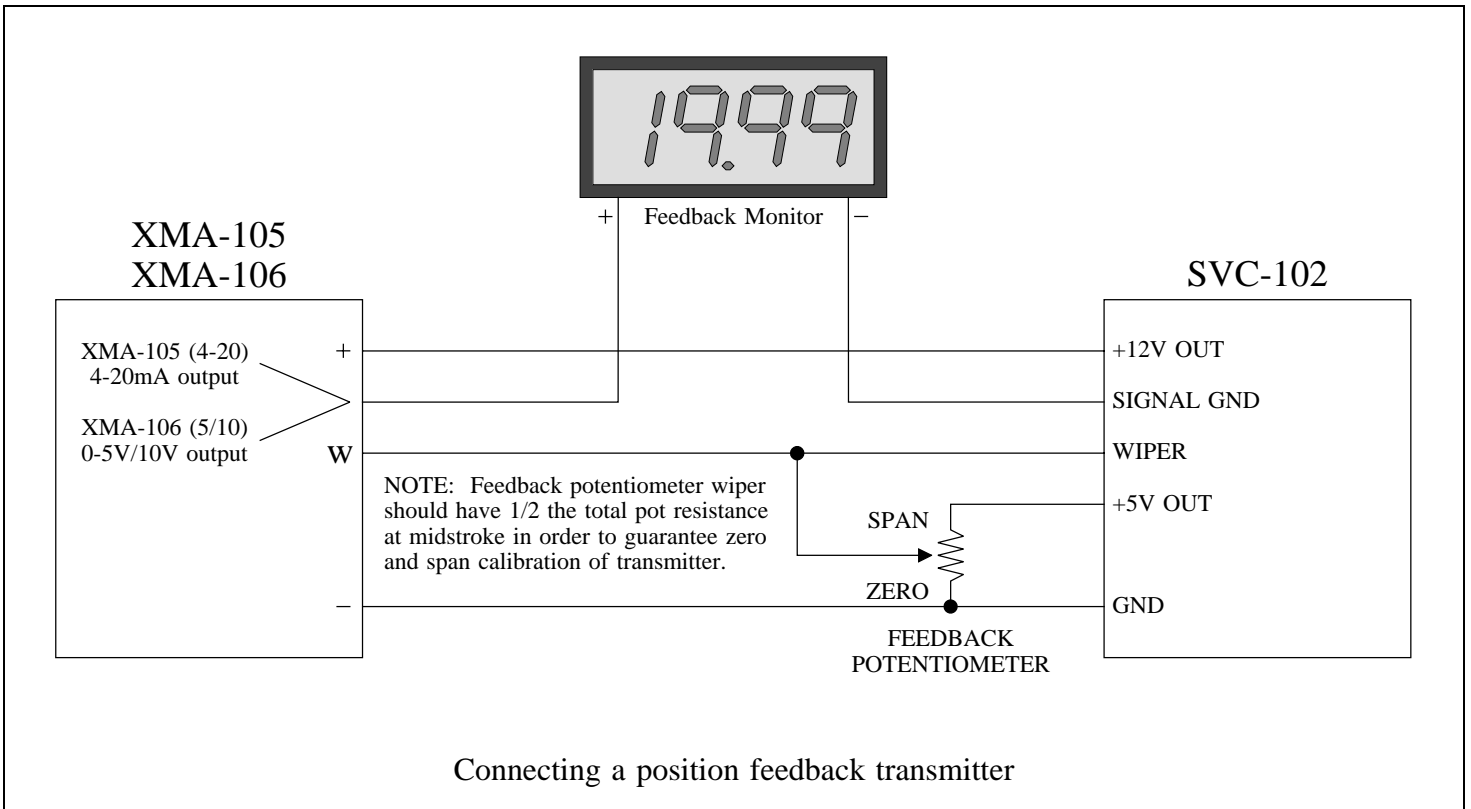 19.99
+ Feedback Monitor −
XMA-105
XMA-106
SVC-102
XMA-105 (4-20)
4-20mA output
+
XMA-106 (5/10)
0-5V/10V output
W
−
NOTE: Feedback potentiometer wiper
should have 1/2 the total pot resistance
at midstroke in order to guarantee zero
and span calibration of transmitter.
SPAN
ZERO
FEEDBACK
POTENTIOMETER
+12V OUT
SIGNAL GND
WIPER
+5V OUT
GND
Connecting a position feedback transmitter